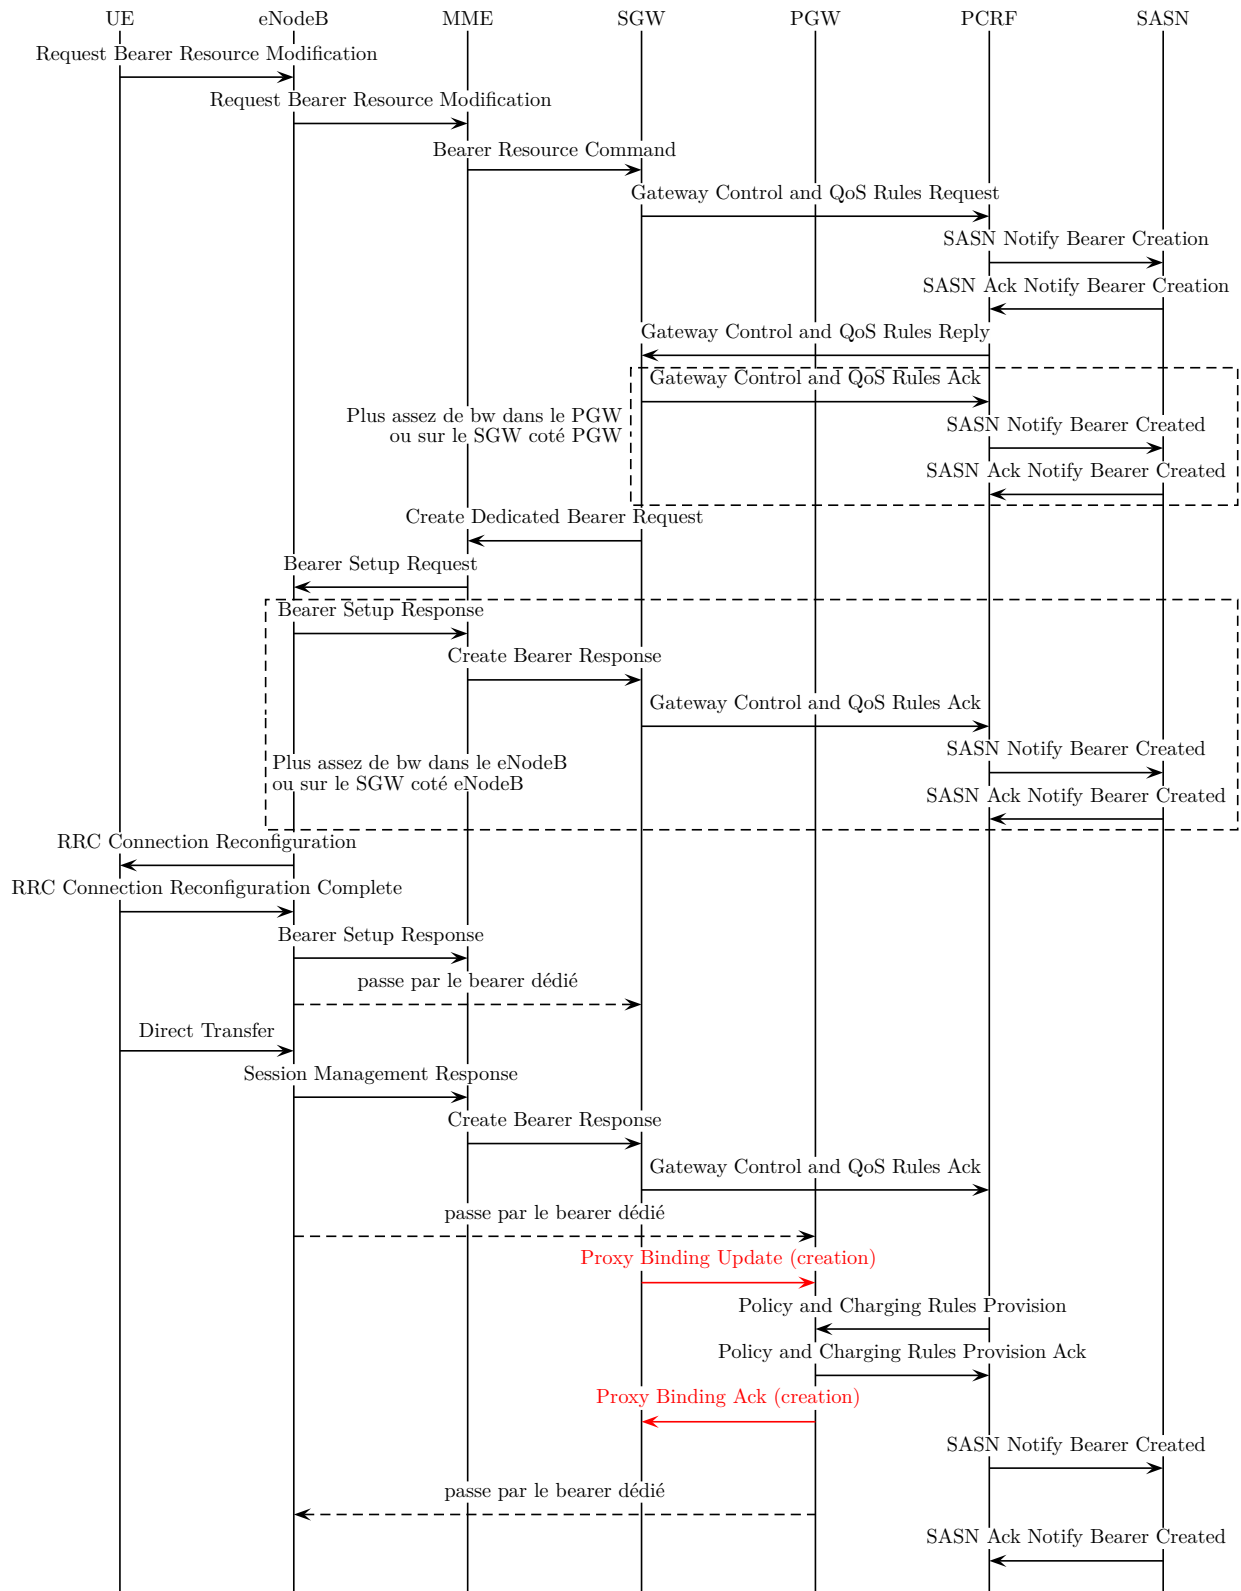 UE eNodeB MME SGW PGW PCRF SASN
Request Bearer Resource Modification
Request Bearer Resource Modification
Bearer Resource Command
Gateway Control and QoS Rules Request
SASN Notify Bearer Creation
SASN Ack Notify Bearer Creation
Gateway Control and QoS Rules Reply
Gateway Control and QoS Rules Ack
Plus assez de bw dans le PGW
ou sur le SGW coté PGW
SASN Notify Bearer Created
SASN Ack Notify Bearer Created
Create Dedicated Bearer Request
Bearer Setup Request
Bearer Setup Response
Create Bearer Response
Gateway Control and QoS Rules Ack
SASN Notify Bearer Created
Plus assez de bw dans le eNodeB
ou sur le SGW coté eNodeB
SASN Ack Notify Bearer Created
RRC Connection Reconfiguration
RRC Connection Reconfiguration Complete
Bearer Setup Response
passe par le bearer dédié
Direct Transfer
Session Management Response
Create Bearer Response
Gateway Control and QoS Rules Ack
passe par le bearer dédié
Proxy Binding Update (creation)
Policy and Charging Rules Provision
Policy and Charging Rules Provision Ack
Proxy Binding Ack (creation)
SASN Notify Bearer Created
passe par le bearer dédié
SASN Ack Notify Bearer Created